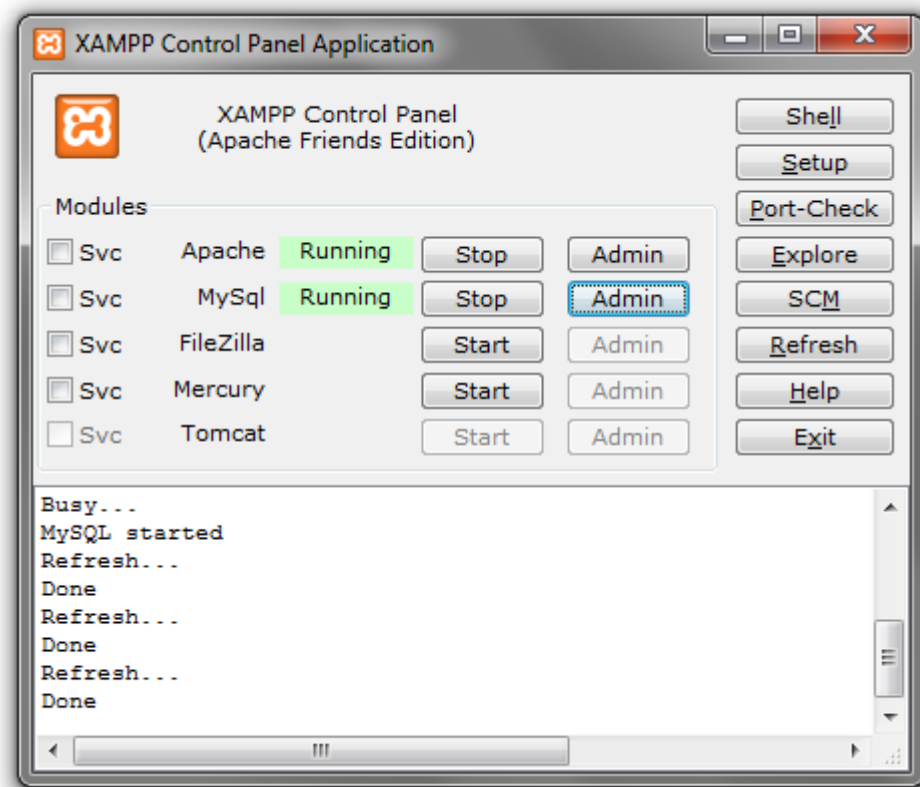 XAMPP Control Panel Application
XAMPP Control Panel
(Apache Friends Edition)
Shell
Setup
Port-Check
Explore
SCM
Refresh
Help
Exit
Modules
Svc Apache Running Stop Admin
Svc MySql Running Stop Admin
Svc FileZilla Start Admin
Svc Mercury Start Admin
Svc Tomcat Start Admin
Busy...
MySQL started
Refresh...
Done
Refresh...
Done
Refresh...
Done